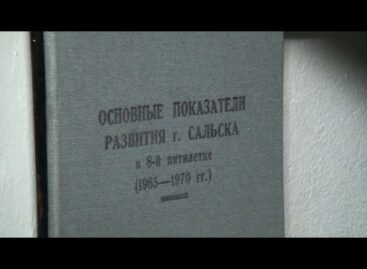 ОСНОВНЫЕ ПОКАЗАТЕЛИ
РАЗВИТИЯ г. САЛЬСКА
в 8-й пятилетке
(1965—1970 гг.)